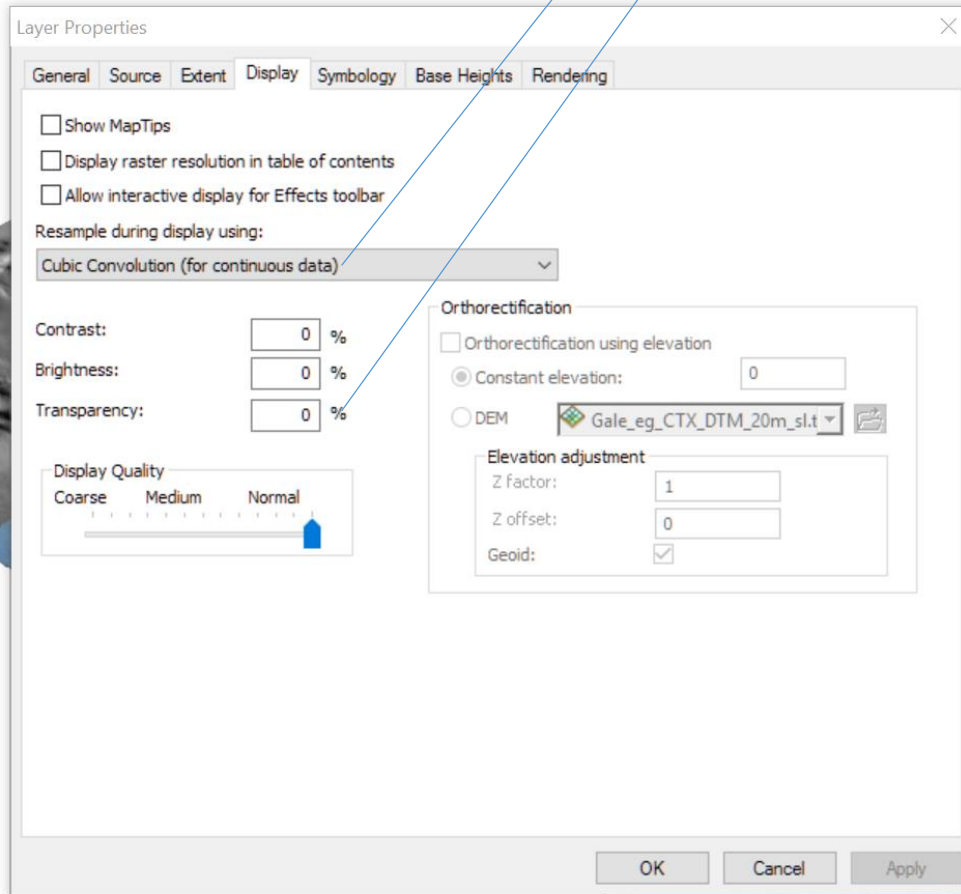 Layer Properties
General Source Extent Display Symbology Base Heights Rendering
Show MapTips
Display raster resolution in table of contents
Allow interactive display for Effects toolbar
Resample during display using:
Cubic Convolution (for continuous data)
Contrast: 0 %
Brightness: 0 %
Transparency: 0 %
Display Quality
Coarse Medium Normal
Orthorectification
Orthorectification using elevation
Constant elevation: 0
DEM Gale_eg_CTX_DTM_20m_sl.t
Elevation adjustment
Z factor: 1
Z offset: 0
Geoid:
OK Cancel Apply